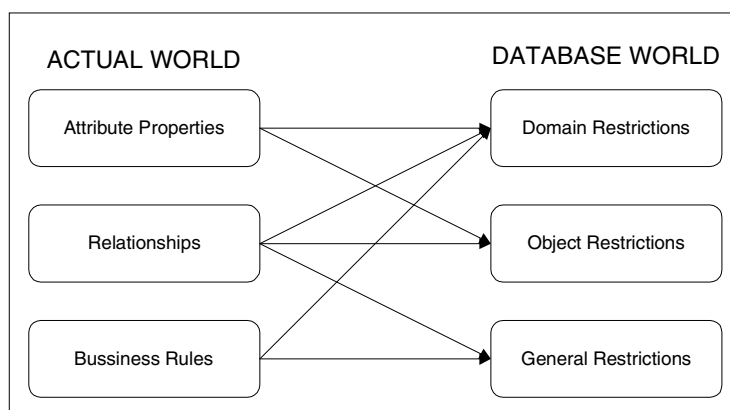 ACTUAL WORLD
DATABASE WORLD
Attribute Properties
Domain Restrictions
Relationships
Object Restrictions
Bussiness Rules
General Restrictions